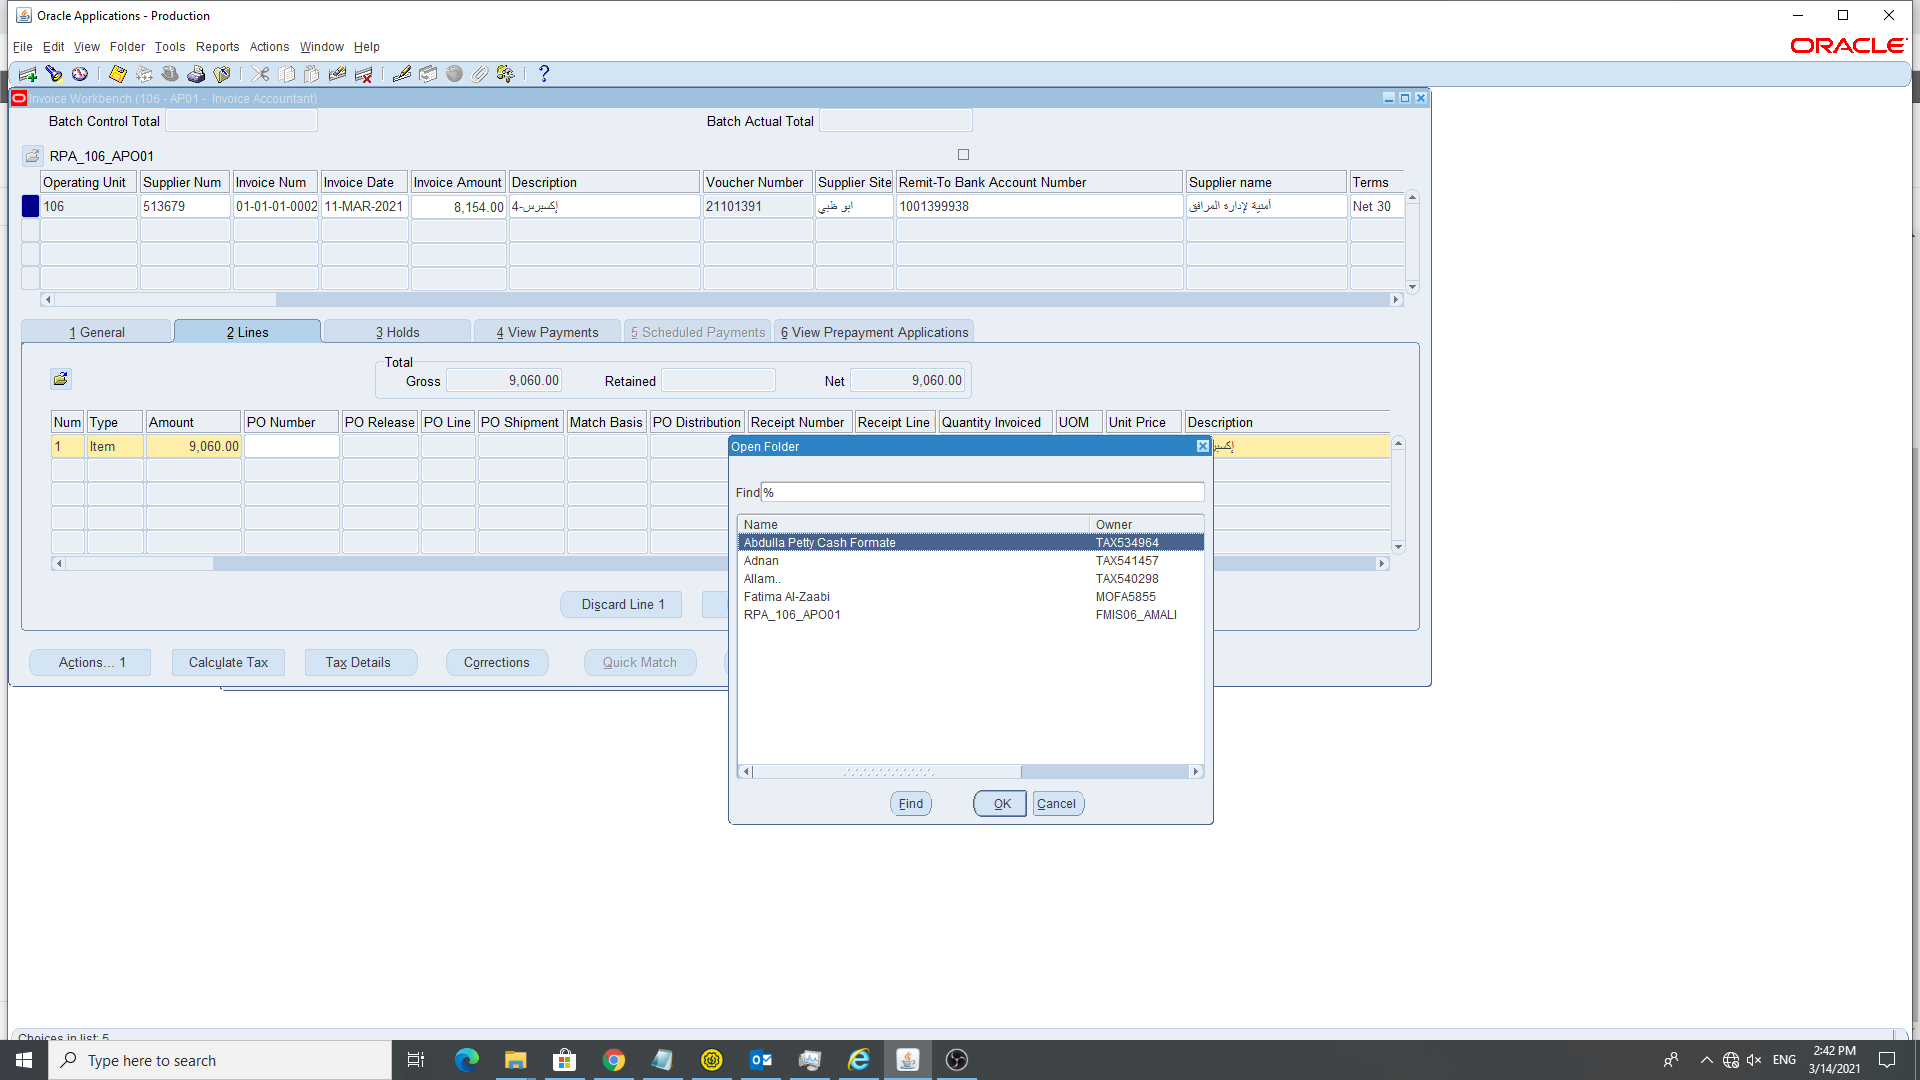 Oracle Applications - Production
File Edit View Folder Tools Reports Actions Window Help
ORACLE
Invoice Workbench (106 - AP01 - Invoice Accountant)
Batch Control Total
Batch Actual Total
RPA_106_APO01
Operating Unit Supplier Num Invoice Num Invoice Date Invoice Amount Description Voucher Number Supplier Site Remit-To Bank Account Number Supplier name Terms
106 513679 01-01-01-0002 11-MAR-2021 8,154.00 إكسبرس-4 21101391 ابو ظبي 1001399938 أمنية لإدارة المرافق Net 30
1 General 2 Lines 3 Holds 4 View Payments 5 Scheduled Payments 6 View Prepayment Applications
Total
Gross 9,060.00 Retained Net 9,060.00
Num Type Amount PO Number PO Release PO Line PO Shipment Match Basis PO Distribution Receipt Number Receipt Line Quantity Invoiced UOM Unit Price Description
1 Item 9,060.00
Open Folder
Find %
Name Owner
Abdulla Petty Cash Formate TAX534964
Adnan TAX541457
Allam.. TAX540298
Fatima Al-Zaabi MOFA5855
RPA_106_APO01 FMIS06_AMALI
Find OK Cancel
Discard Line 1
Actions... 1 Calculate Tax Tax Details Corrections Quick Match
Choices in list: 5
Type here to search
ENG
2:42 PM
3/14/2021